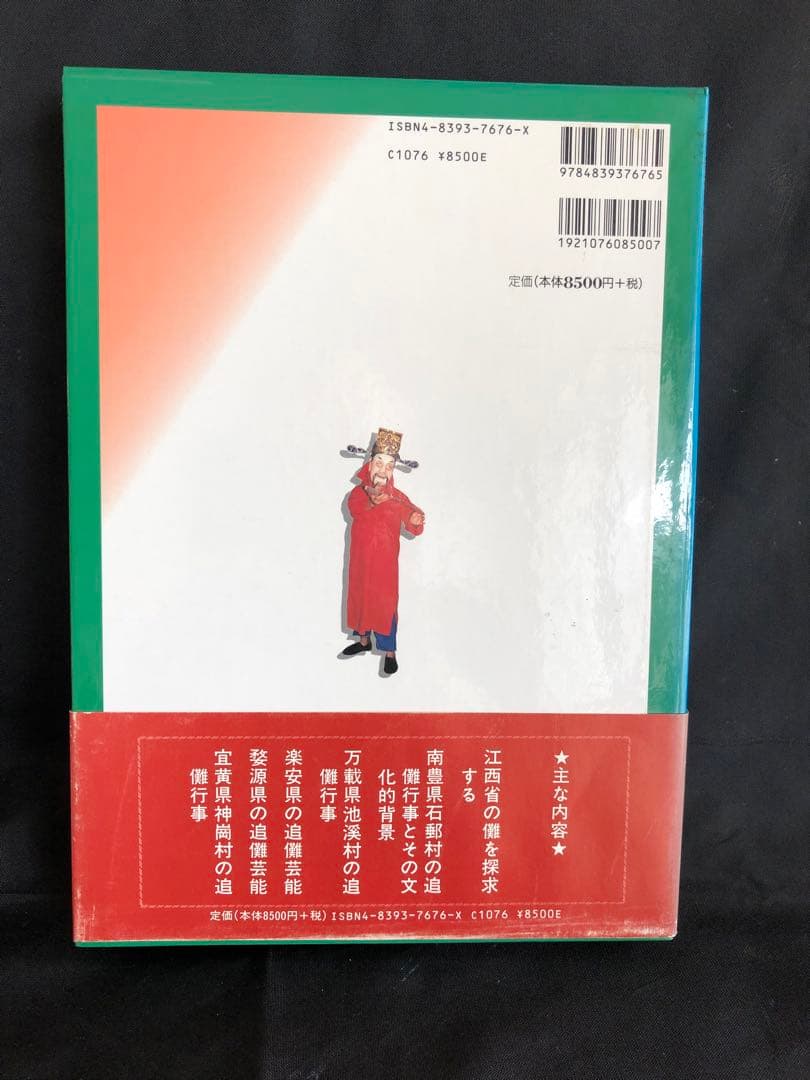 ISBN4-8393-7676-X
C1076 ¥8500E
9784839376765
1921076085007
定価(本体8500円+税)
★主な内容★
江西省の儺を探求
する
南豊県石郵村の追
儺行事とその文
化的背景
万載県池溪村の追
儺行事
楽安県の追儺芸能
婺源県の追儺芸能
宜黄県神崗村の追
儺行事
定価(本体8500円+税)ISBN4-8393-7676-X C1076 ¥8500E